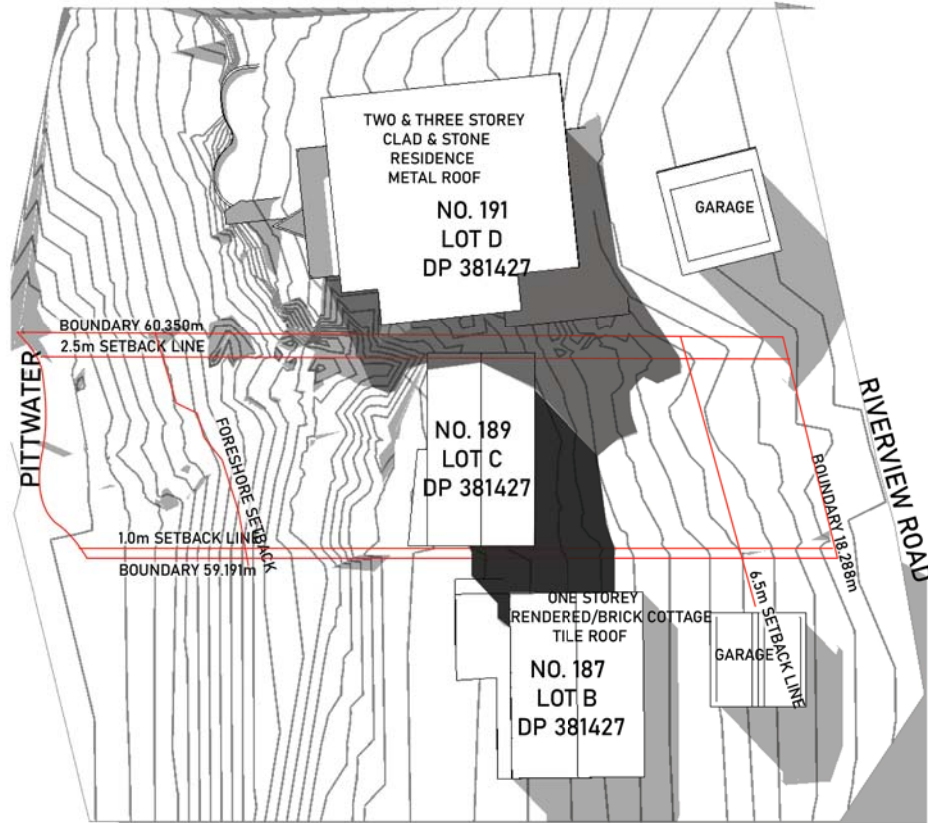 TWO & THREE STOREY
CLAD & STONE
RESIDENCE
METAL ROOF
NO. 191
LOT D
DP 381427
GARAGE
BOUNDARY 60.350m
2.5m SETBACK LINE
PITTWATER
FORESHORE SETBACK
NO. 189
LOT C
DP 381427
BOUNDARY 18.288m
RIVERVIEW ROAD
1.0m SETBACK LINE
BOUNDARY 59.191m
6.5m SETBACK LINE
ONE STOREY
RENDERED/BRICK COTTAGE
TILE ROOF
GARAGE
NO. 187
LOT B
DP 381427